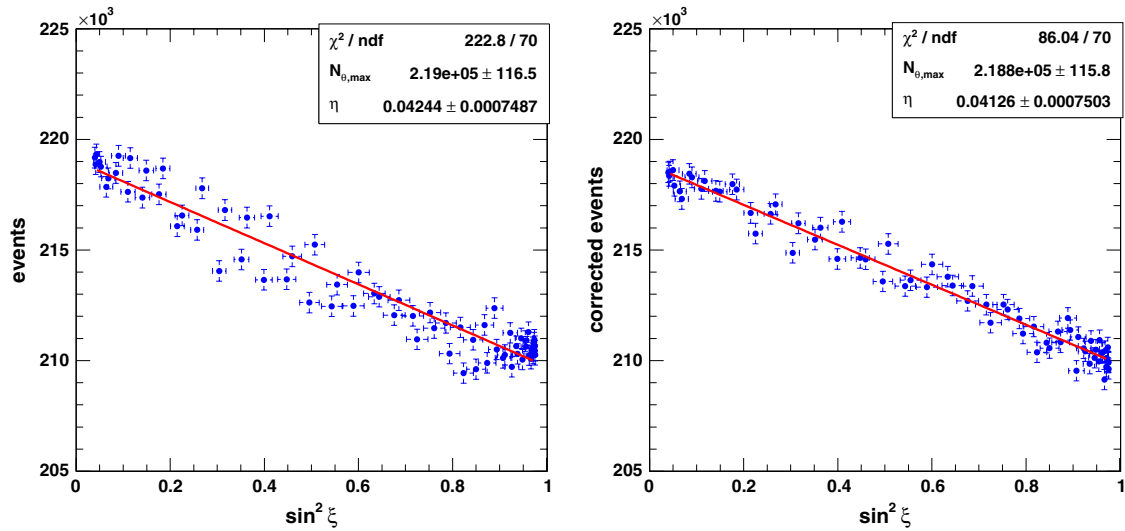 ×10³
225
220
215
210
205
events
0 0.2 0.4 0.6 0.8 1
sin² ξ
χ² / ndf 222.8 / 70
N_θ,max 2.19e+05 ± 116.5
η 0.04244 ± 0.0007487
×10³
225
220
215
210
205
corrected events
0 0.2 0.4 0.6 0.8 1
sin² ξ
χ² / ndf 86.04 / 70
N_θ,max 2.188e+05 ± 115.8
η 0.04126 ± 0.0007503